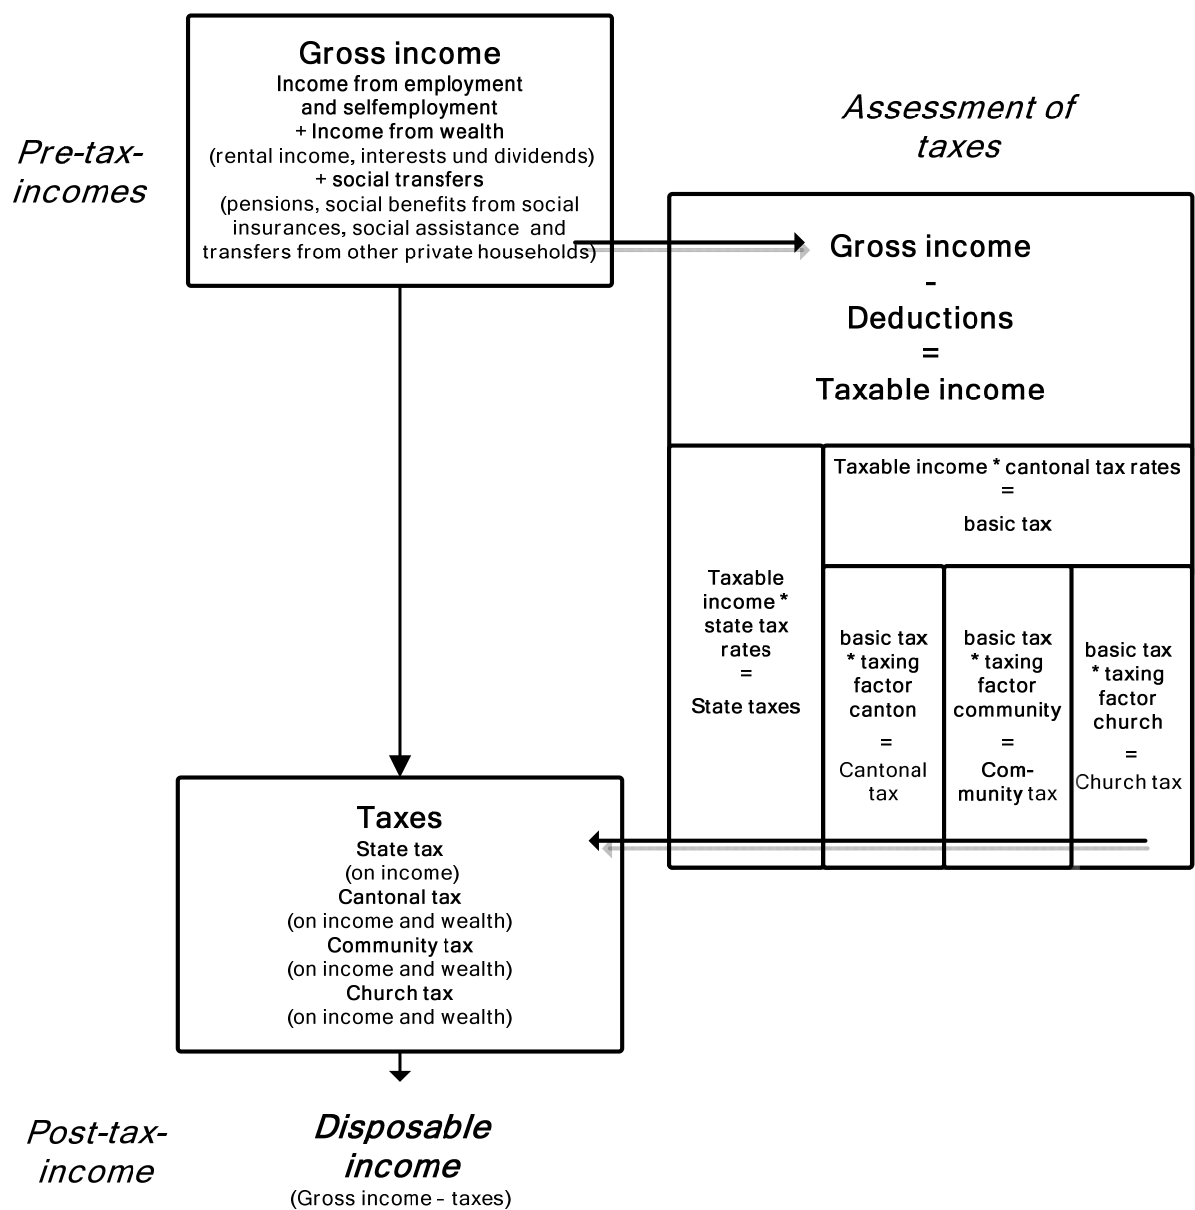 Pre-tax-
incomes
Gross income
Income from employment
and selfemployment
+ Income from wealth
(rental income, interests und dividends)
+ social transfers
(pensions, social benefits from social
insurances, social assistance and
transfers from other private households)
Assessment of
taxes
Gross income
-
Deductions
=
Taxable income
Taxable income * cantonal tax rates
=
basic tax
Taxable
income *
state tax
rates
=
State taxes
basic tax
* taxing
factor
canton
=
Cantonal
tax
basic tax
* taxing
factor
community
=
Com-
munity tax
basic tax
* taxing
factor
church
=
Church tax
Taxes
State tax
(on income)
Cantonal tax
(on income and wealth)
Community tax
(on income and wealth)
Church tax
(on income and wealth)
Post-tax-
income
Disposable
income
(Gross income - taxes)